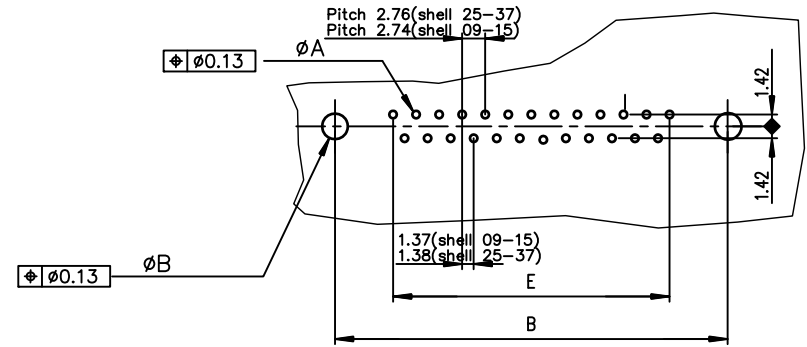 Pitch 2.76(shell 25-37)
Pitch 2.74(shell 09-15)
⌖ ø0.13
øA
1.42
1.42
1.37(shell 09-15)
1.38(shell 25-37)
⌖ ø0.13
øB
E
B